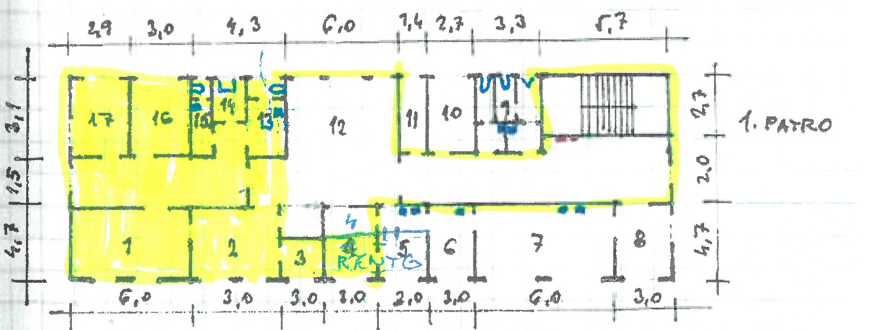 2,9 3,0 4,3 6,0 1,4 2,7 3,3 5,7
17 16 15 14 13 12 11 10 9
3,1 1,5 4,7
2,7 2,0 4,7
1. PATRO
1 2 3 4 4 5 6 7 8
RENTG
6,0 3,0 3,0 3,0 2,0 3,0 6,0 3,0